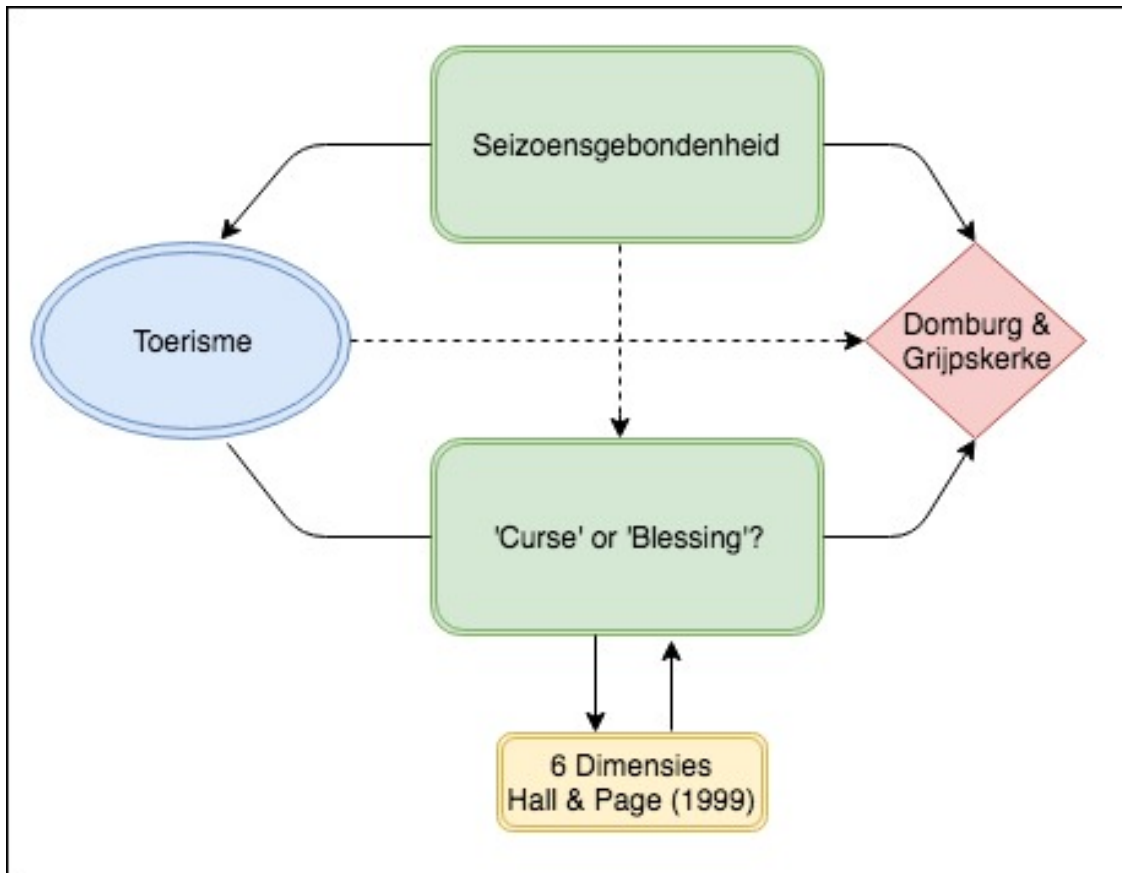 Seizoensgebondenheid
Toerisme
Domburg &
Grijpskerke
'Curse' or 'Blessing'?
6 Dimensies
Hall & Page (1999)